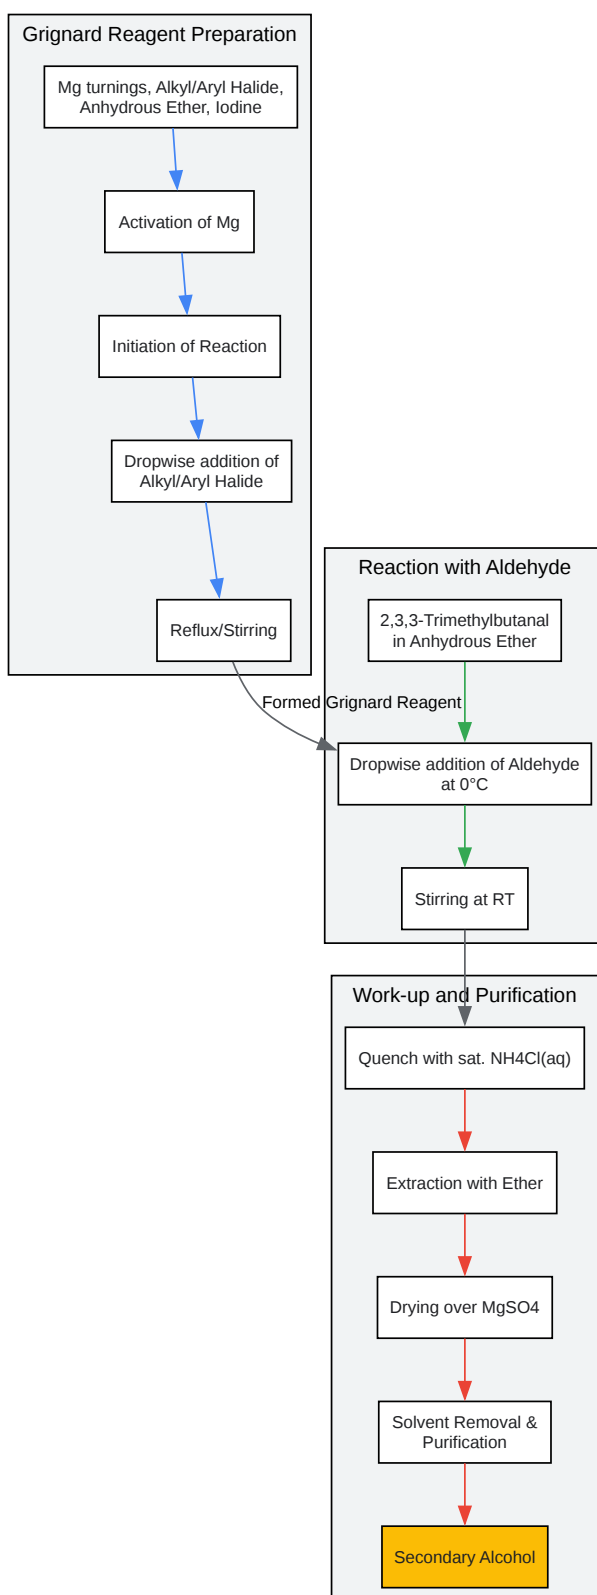 Grignard Reagent Preparation
Mg turnings, Alkyl/Aryl Halide,
Anhydrous Ether, Iodine
Activation of Mg
Initiation of Reaction
Dropwise addition of
Alkyl/Aryl Halide
Reflux/Stirring
Formed Grignard Reagent
Reaction with Aldehyde
2,3,3-Trimethylbutanal
in Anhydrous Ether
Dropwise addition of Aldehyde
at 0°C
Stirring at RT
Work-up and Purification
Quench with sat. NH4Cl(aq)
Extraction with Ether
Drying over MgSO4
Solvent Removal &
Purification
Secondary Alcohol